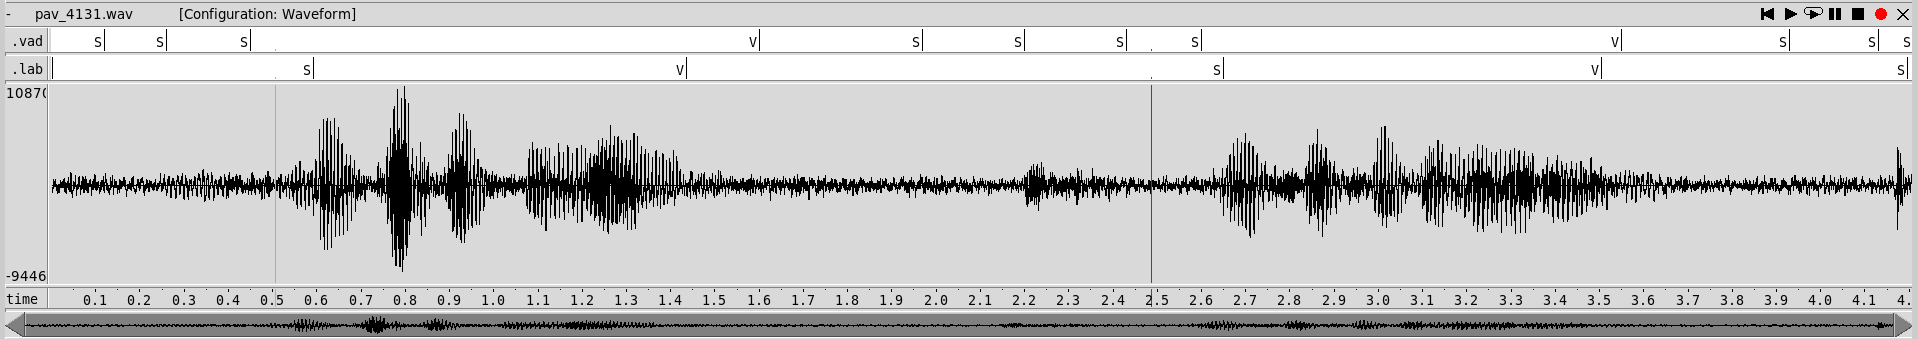 - pav_4131.wav [Configuration: Waveform]
.vad S S S V S S S S V S S S
.lab S V S V S
10870
-9446
time 0.1 0.2 0.3 0.4 0.5 0.6 0.7 0.8 0.9 1.0 1.1 1.2 1.3 1.4 1.5 1.6 1.7 1.8 1.9 2.0 2.1 2.2 2.3 2.4 2.5 2.6 2.7 2.8 2.9 3.0 3.1 3.2 3.3 3.4 3.5 3.6 3.7 3.8 3.9 4.0 4.1 4.